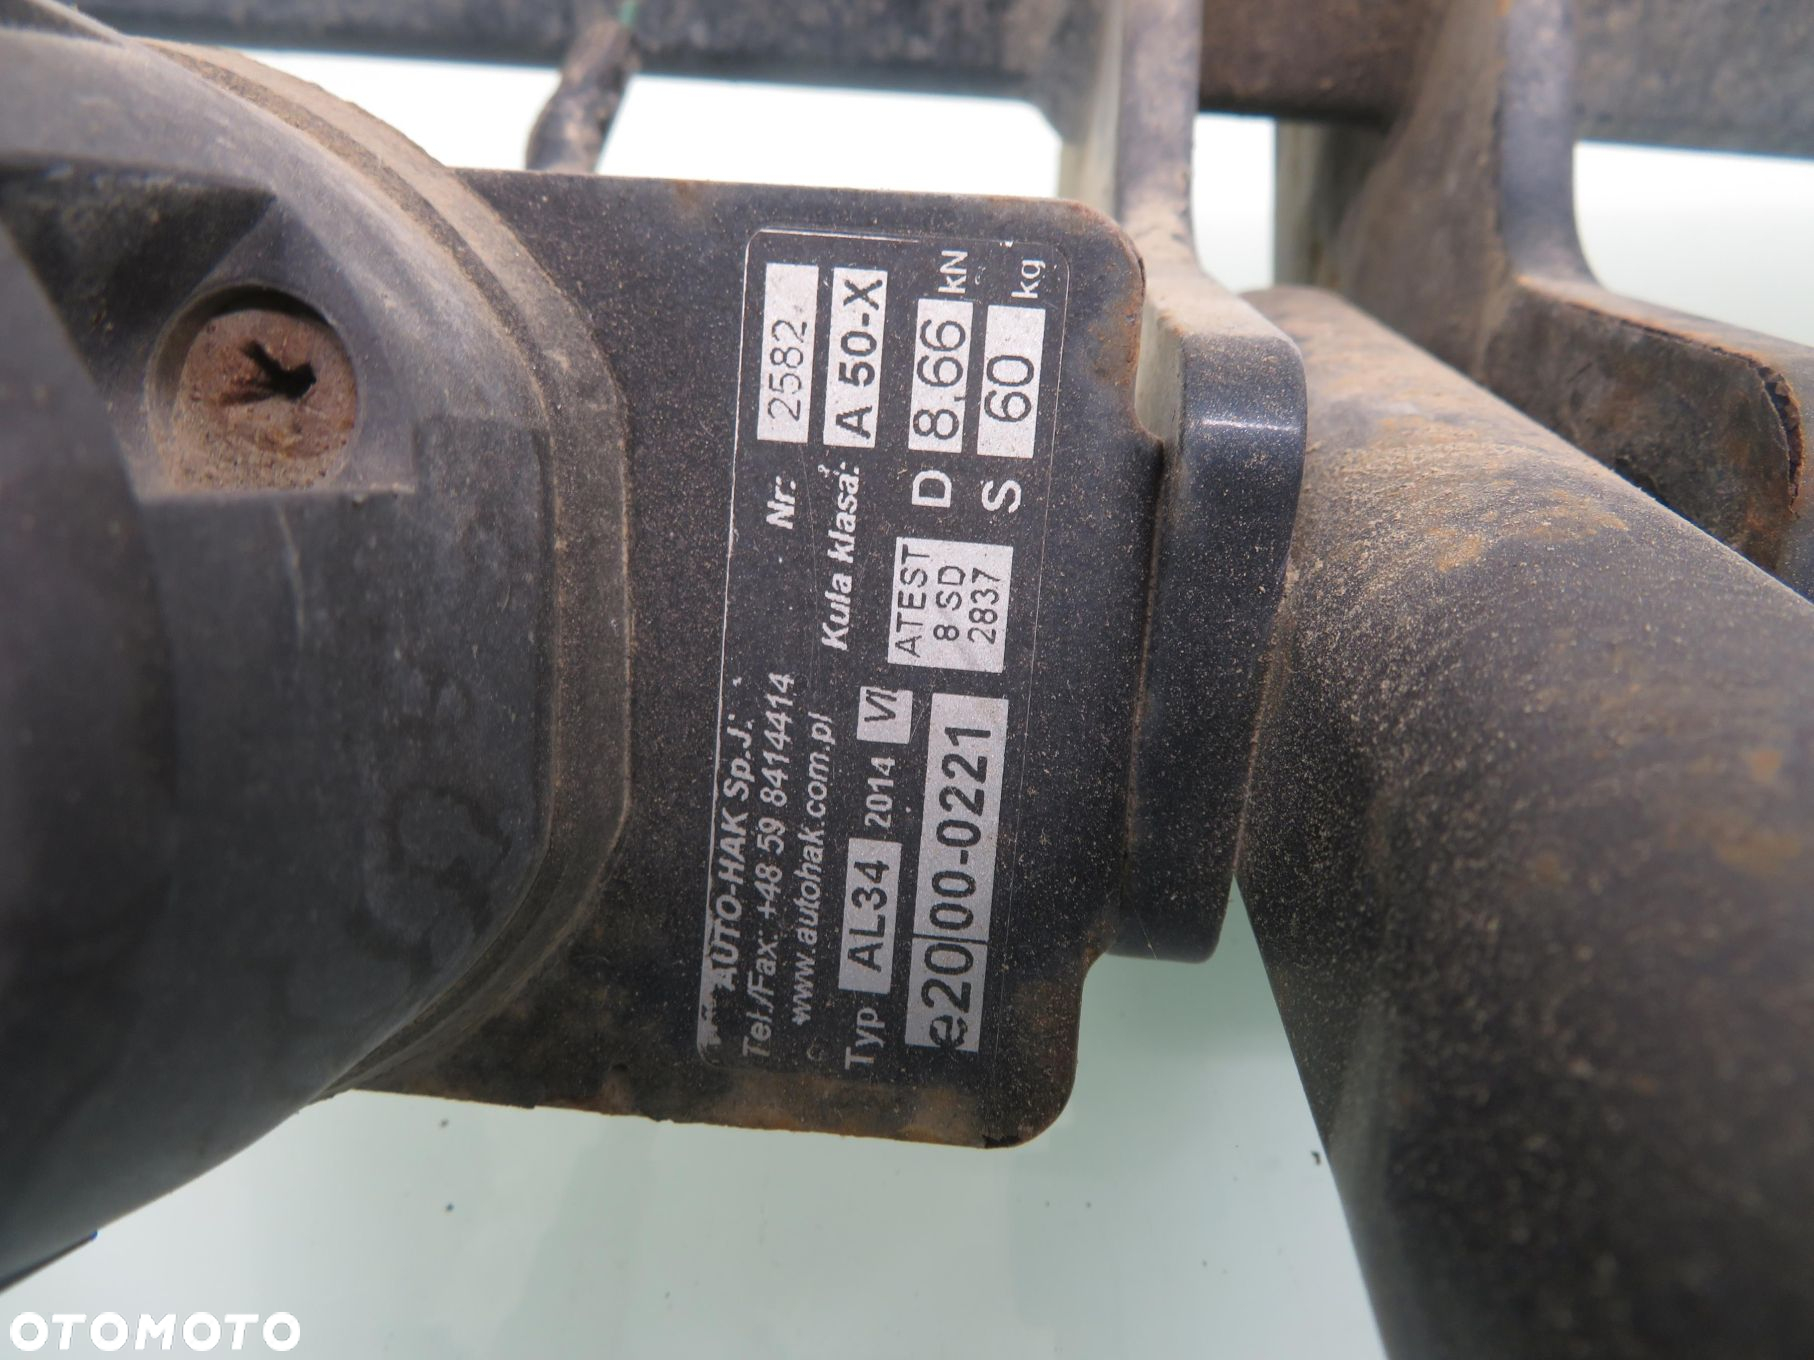 AUTO-HAK Sp.J.
Tel./Fax: +48 59 8414414
www.autohak.com.pl
Nr: 2582
Kula klasa: A 50-X
Typ AL34 2014 VI
ATEST
8 SD
2837
e20 00-0221
D 8.66 kN
S 60 kg
OTOMOTO